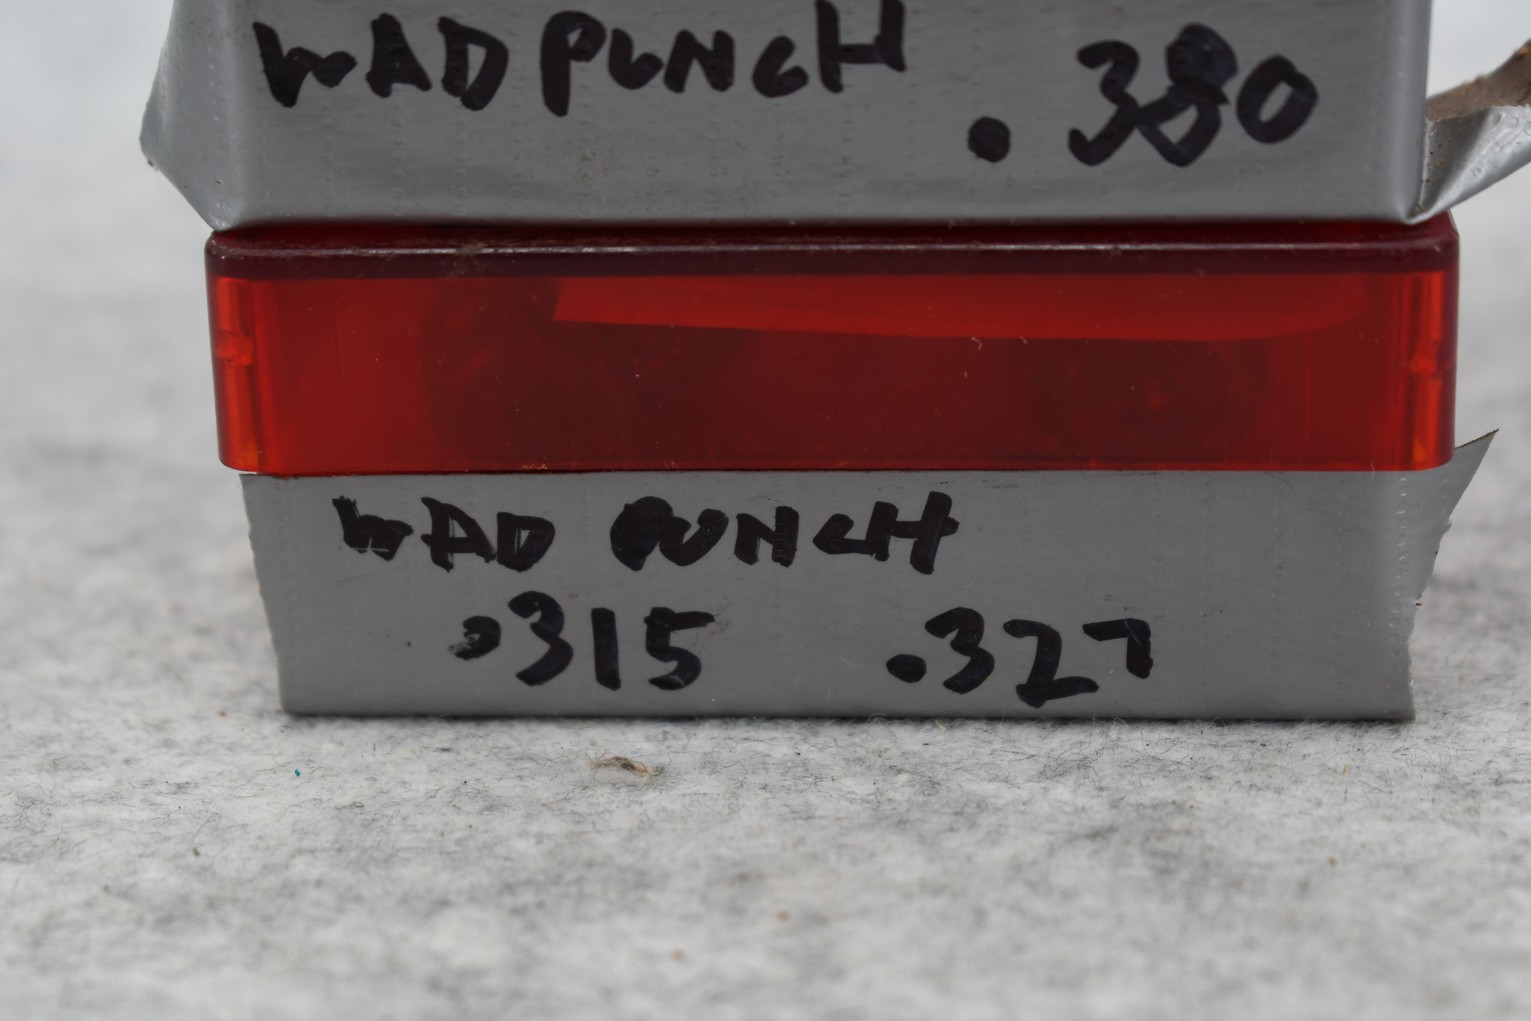 WAD PUNCH
.380
WAD PUNCH
.315 .327